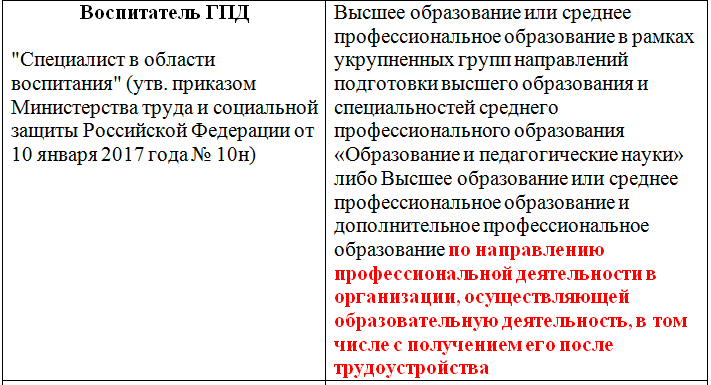 Воспитатель ГПД
"Специалист в области
воспитания" (утв. приказом
Министерства труда и социальной
защиты Российской Федерации от
10 января 2017 года № 10н)
Высшее образование или среднее
профессиональное образование в рамках
укрупненных групп направлений
подготовки высшего образования и
специальностей среднего
профессионального образования
«Образование и педагогические науки»
либо Высшее образование или среднее
профессиональное образование и
дополнительное профессиональное
образование по направлению
профессиональной деятельности в
организации, осуществляющей
образовательную деятельность, в том
числе с получением его после
трудоустройства